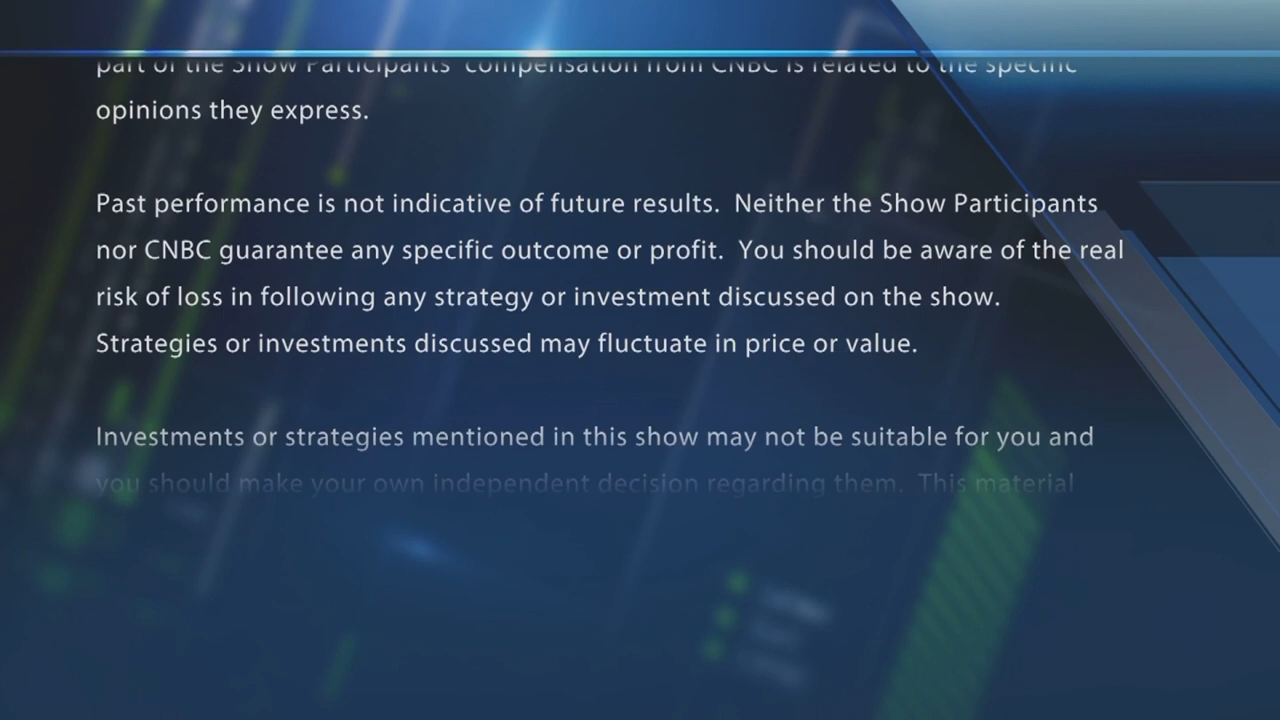 part of the Show Participants' compensation from CNBC is related to the specific
opinions they express.
Past performance is not indicative of future results.  Neither the Show Participants
nor CNBC guarantee any specific outcome or profit.  You should be aware of the real
risk of loss in following any strategy or investment discussed on the show.
Strategies or investments discussed may fluctuate in price or value.
Investments or strategies mentioned in this show may not be suitable for you and
you should make your own independent decision regarding them.  This material